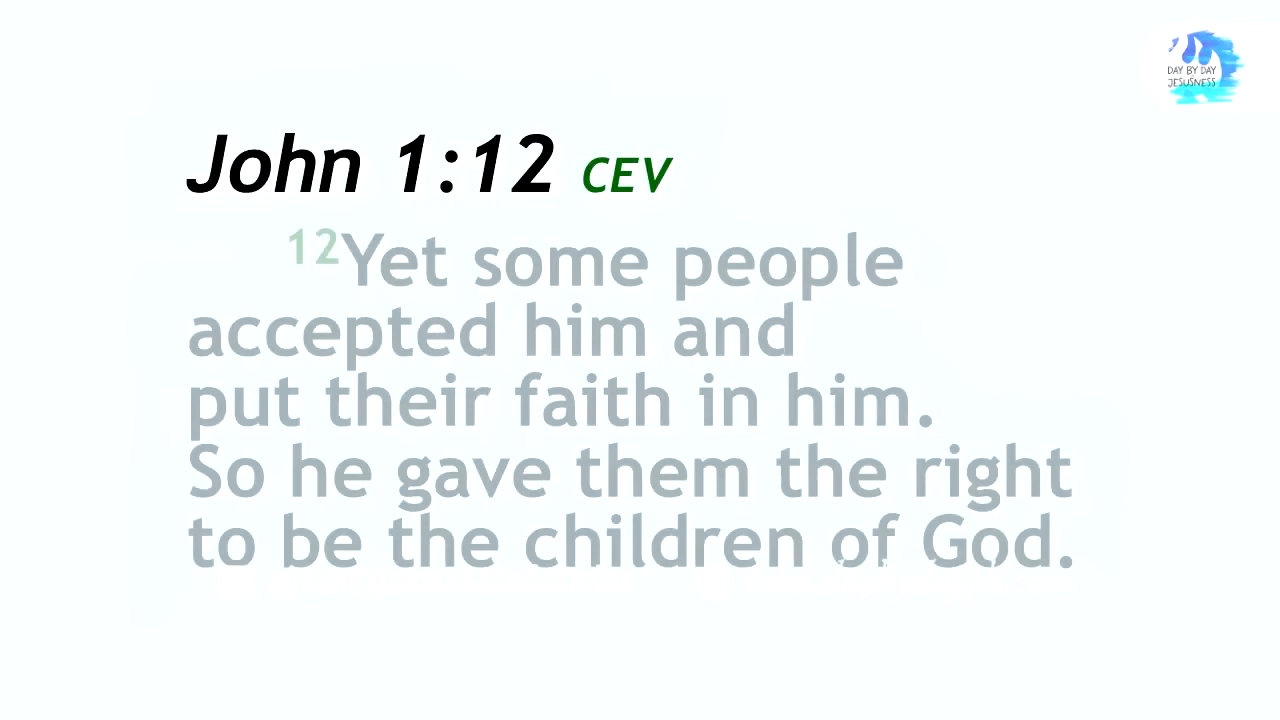 DAY BY DAY
JESUSNESS
John 1:12 CEV
12Yet some people
accepted him and
put their faith in him.
So he gave them the right
to be the children of God.